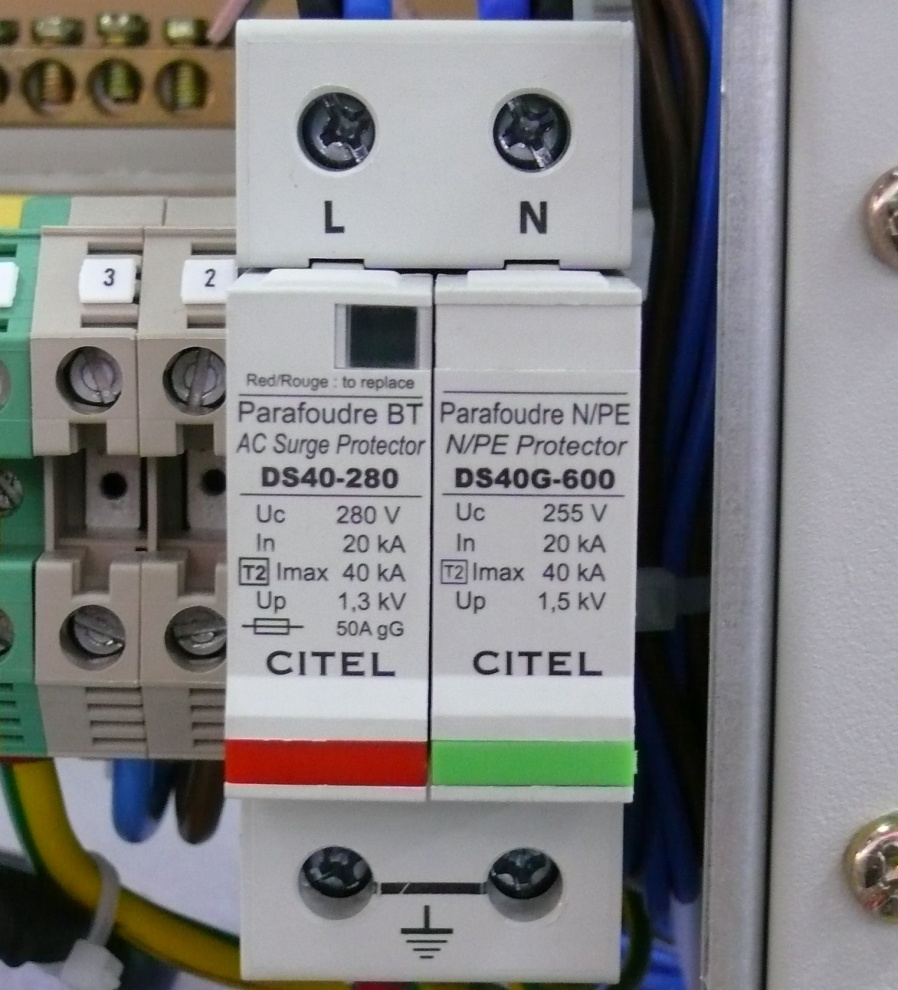 L N
3 2
Red/Rouge : to replace
Parafoudre BT
AC Surge Protector
DS40-280
Uc 280 V
In 20 kA
T2 Imax 40 kA
Up 1,3 kV
50A gG
CITEL
Parafoudre N/PE
N/PE Protector
DS40G-600
Uc 255 V
In 20 kA
T2 Imax 40 kA
Up 1,5 kV
CITEL